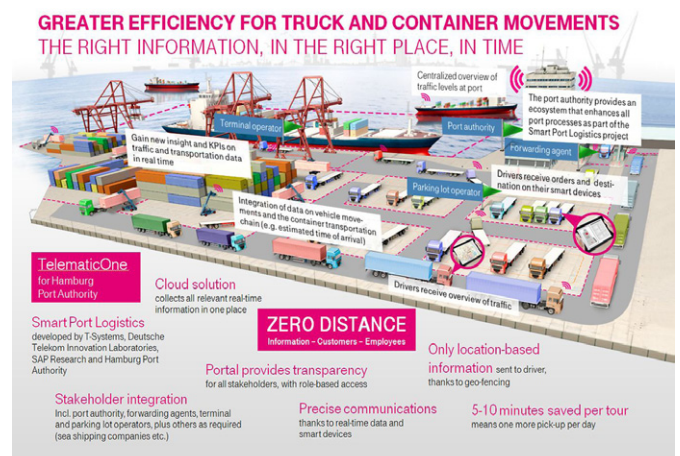 GREATER EFFICIENCY FOR TRUCK AND CONTAINER MOVEMENTS
THE RIGHT INFORMATION, IN THE RIGHT PLACE, IN TIME
Centralized overview of
traffic levels at port
The port authority provides an
ecosystem that enhances all
port processes as part of the
Smart Port Logistics project
Terminal operator
Port authority
Forwarding agent
Gain new insight and KPIs on
traffic and transportation data
in real time
Parking lot operator
Drivers receive orders and desti-
nation on their smart devices
Integration of data on vehicle move-
ments and the container transportation
chain (e.g. estimated time of arrival)
Drivers receive overview of traffic
TelematicOne
for Hamburg
Port Authority
Cloud solution
collects all relevant real-time
information in one place
ZERO DISTANCE
Information – Customers – Employees
Smart Port Logistics
developed by T-Systems, Deutsche
Telekom Innovation Laboratories,
SAP Research and Hamburg Port
Authority
Portal provides transparency
for all stakeholders, with role-based access
Only location-based
information sent to driver,
thanks to geo-fencing
Stakeholder integration
Incl. port authority, forwarding agents, terminal
and parking lot operators, plus others as required
(sea shipping companies etc.)
Precise communications
thanks to real-time data and
smart devices
5-10 minutes saved per tour
means one more pick-up per day